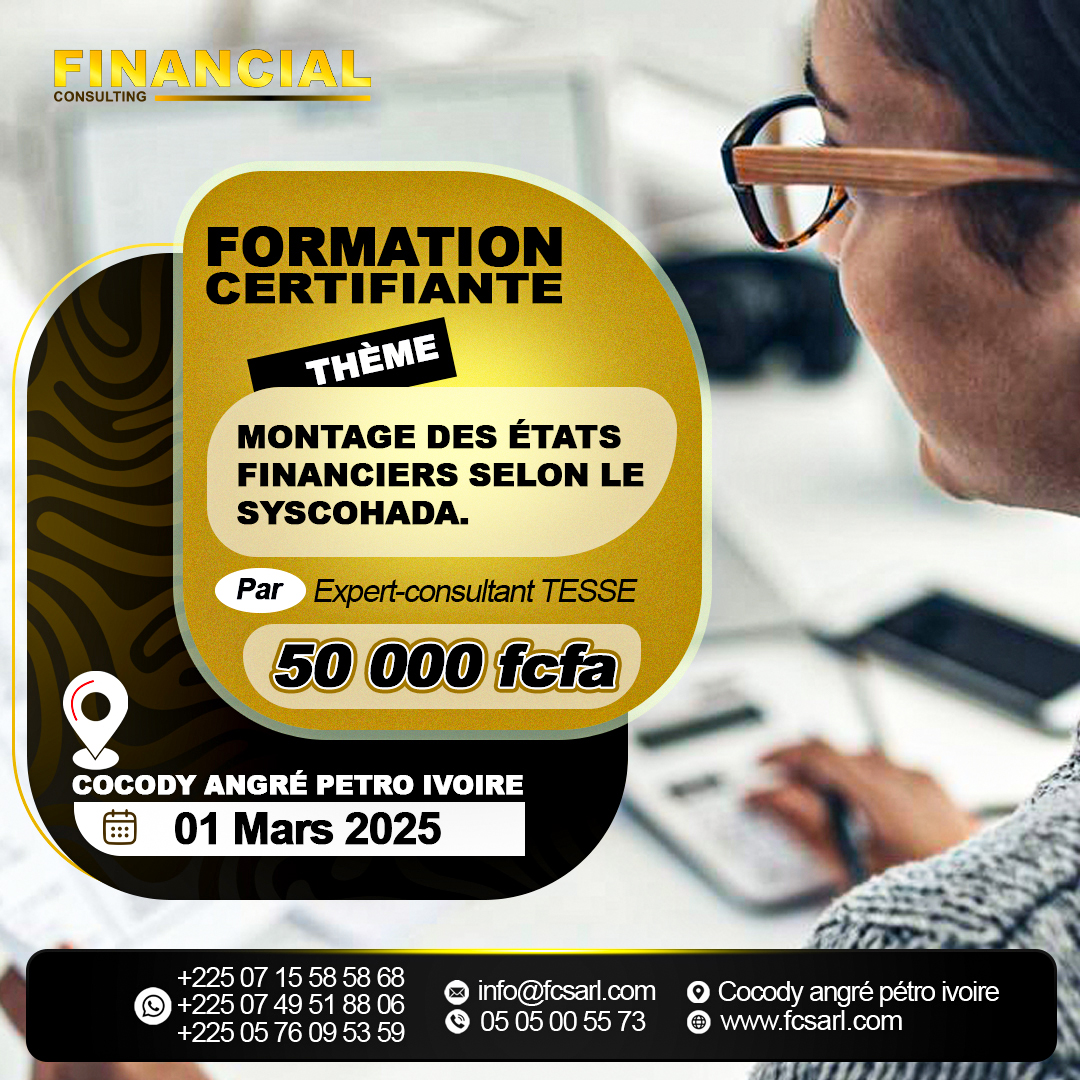 FINANCIAL
CONSULTING
FORMATION
CERTIFIANTE
THÈME
MONTAGE DES ÉTATS
FINANCIERS SELON LE
SYSCOHADA.
Par Expert-consultant TESSE
50 000 fcfa
COCODY ANGRÉ PETRO IVOIRE
01 Mars 2025
+225 07 15 58 58 68
+225 07 49 51 88 06
+225 05 76 09 53 59
info@fcsarl.com
05 05 00 55 73
Cocody angré pétro ivoire
www.fcsarl.com